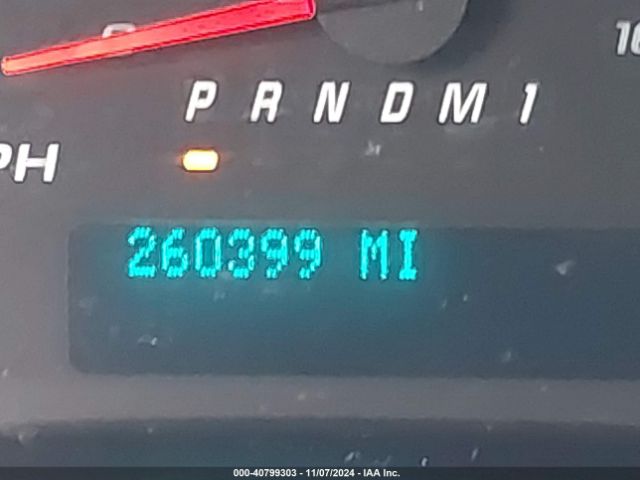 P R N D M 1
PH
260399 MI
000-40799303 - 11/07/2024 - IAA Inc.